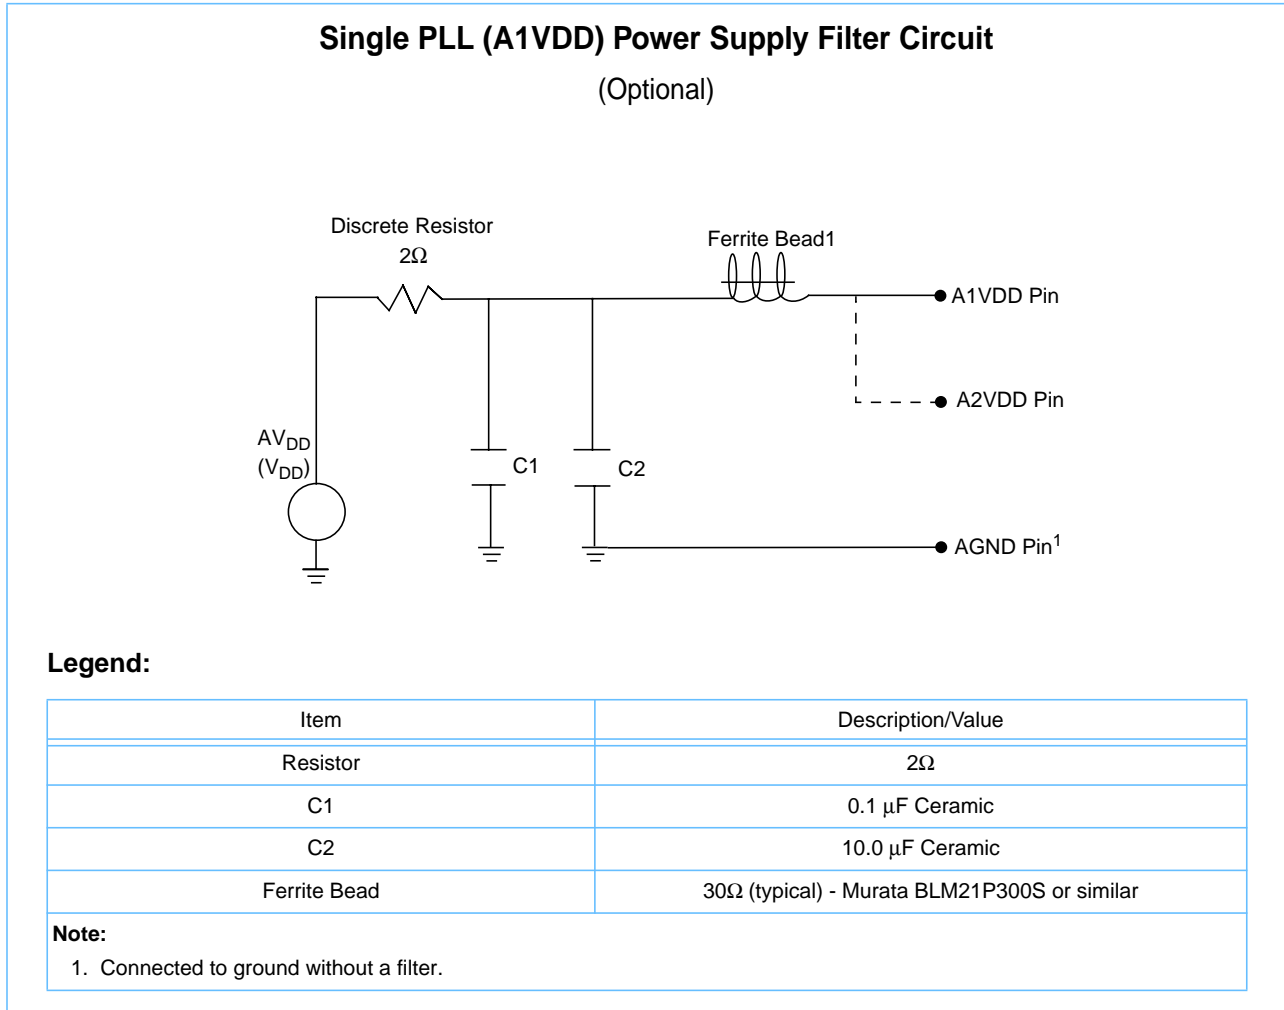 Single PLL (A1VDD) Power Supply Filter Circuit
(Optional)
Discrete Resistor
2Ω
Ferrite Bead1
A1VDD Pin
A2VDD Pin
AVDD
(VDD)
C1
C2
AGND Pin1
Legend:
Item Description/Value
Resistor 2Ω
C1 0.1 μF Ceramic
C2 10.0 μF Ceramic
Ferrite Bead 30Ω (typical) - Murata BLM21P300S or similar
Note:
1. Connected to ground without a filter.